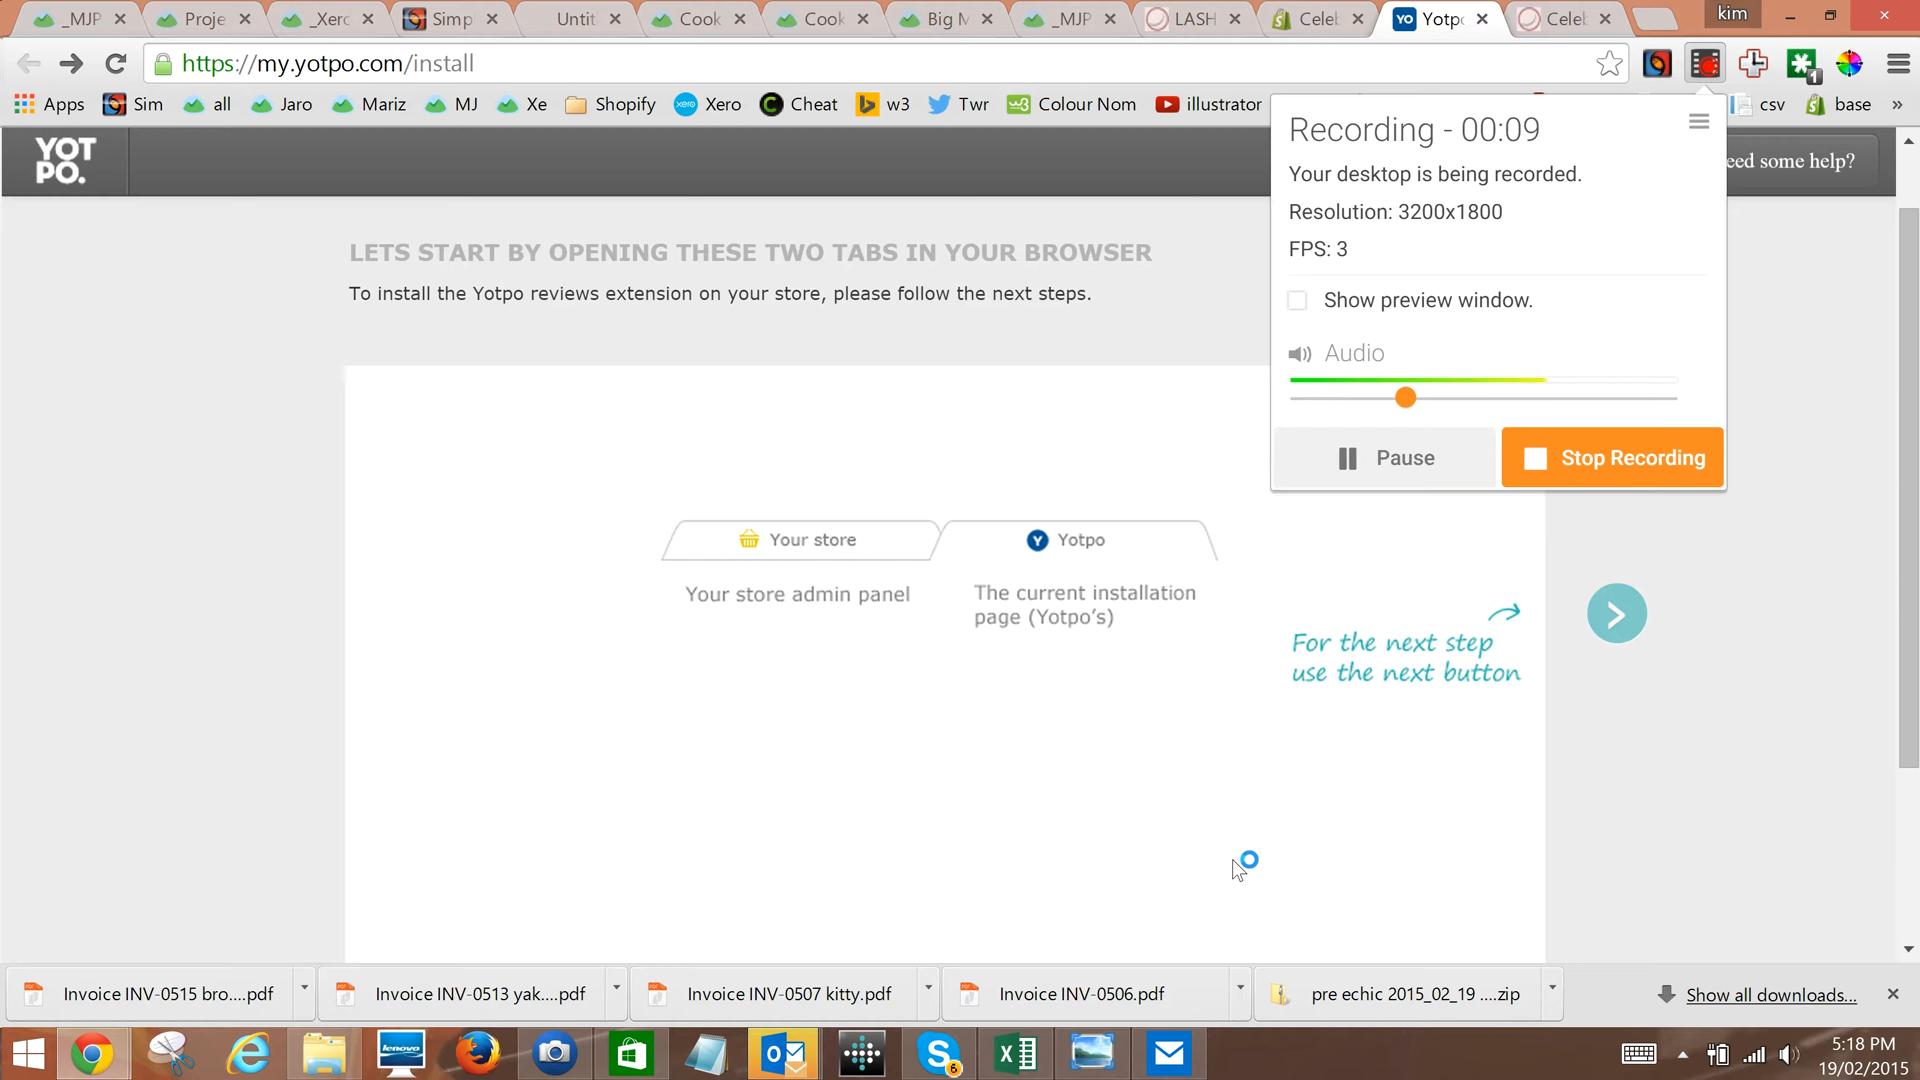 _MJP
Proje
_Xero
Simp
Untit
Cook
Cook
Big M
_MJP
LASH
Celeb
YO
Yotpo
Celeb
kim
https://my.yotpo.com/install
1
Apps
Sim
all
Jaro
Mariz
MJ
Xe
Shopify
xero
Xero
C
Cheat
b
w3
Twr
w3
Colour Nom
illustrator
csv
base
»
YOT
PO.
eed some help?
Recording - 00:09
Your desktop is being recorded.
Resolution: 3200x1800
FPS: 3
Show preview window.
Audio
Pause
Stop Recording
LETS START BY OPENING THESE TWO TABS IN YOUR BROWSER
To install the Yotpo reviews extension on your store, please follow the next steps.
Your store
Y
Yotpo
Your store admin panel
The current installation
page (Yotpo's)
For the next step
use the next button
Invoice INV-0515 bro....pdf
Invoice INV-0513 yak....pdf
Invoice INV-0507 kitty.pdf
Invoice INV-0506.pdf
pre echic 2015_02_19 ....zip
Show all downloads...
lenovo
6
5:18 PM
19/02/2015